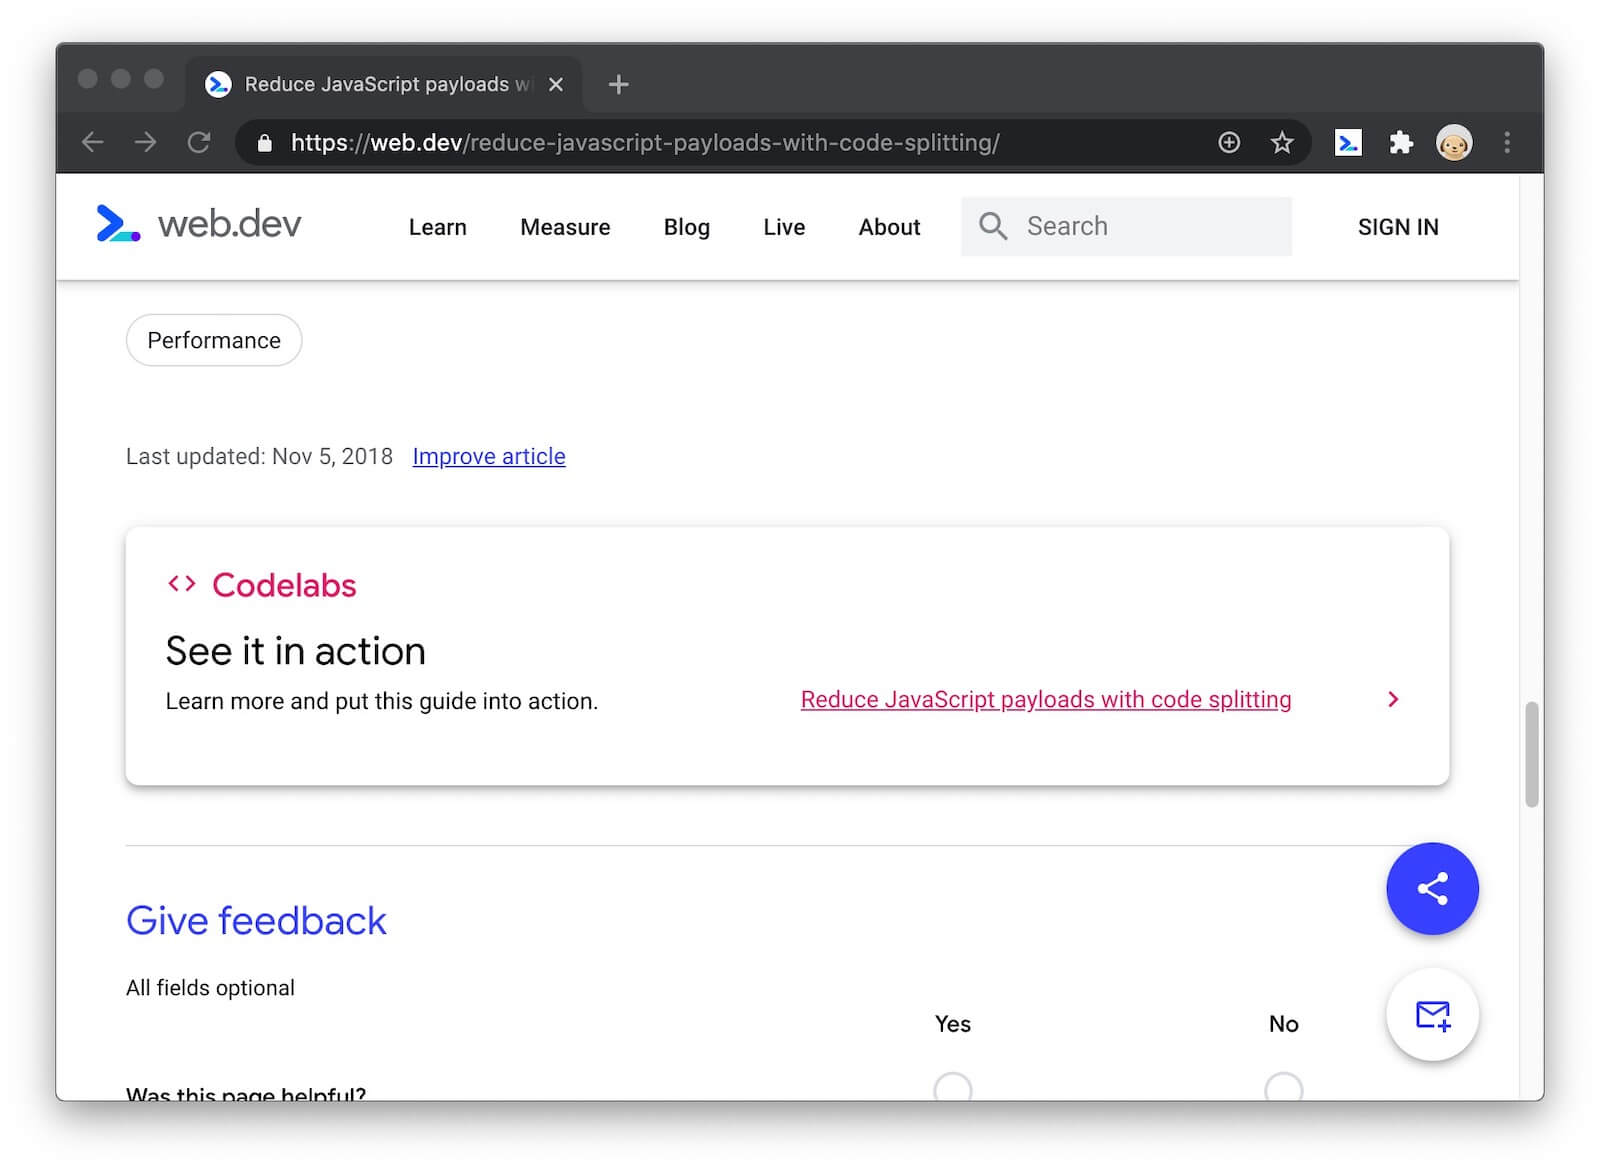 Reduce JavaScript payloads w
https://web.dev/reduce-javascript-payloads-with-code-splitting/
web.dev
Learn
Measure
Blog
Live
About
Search
SIGN IN
Performance
Last updated: Nov 5, 2018 Improve article
<> Codelabs
See it in action
Learn more and put this guide into action.
Reduce JavaScript payloads with code splitting
Give feedback
All fields optional
Yes
No
Was this page helpful?